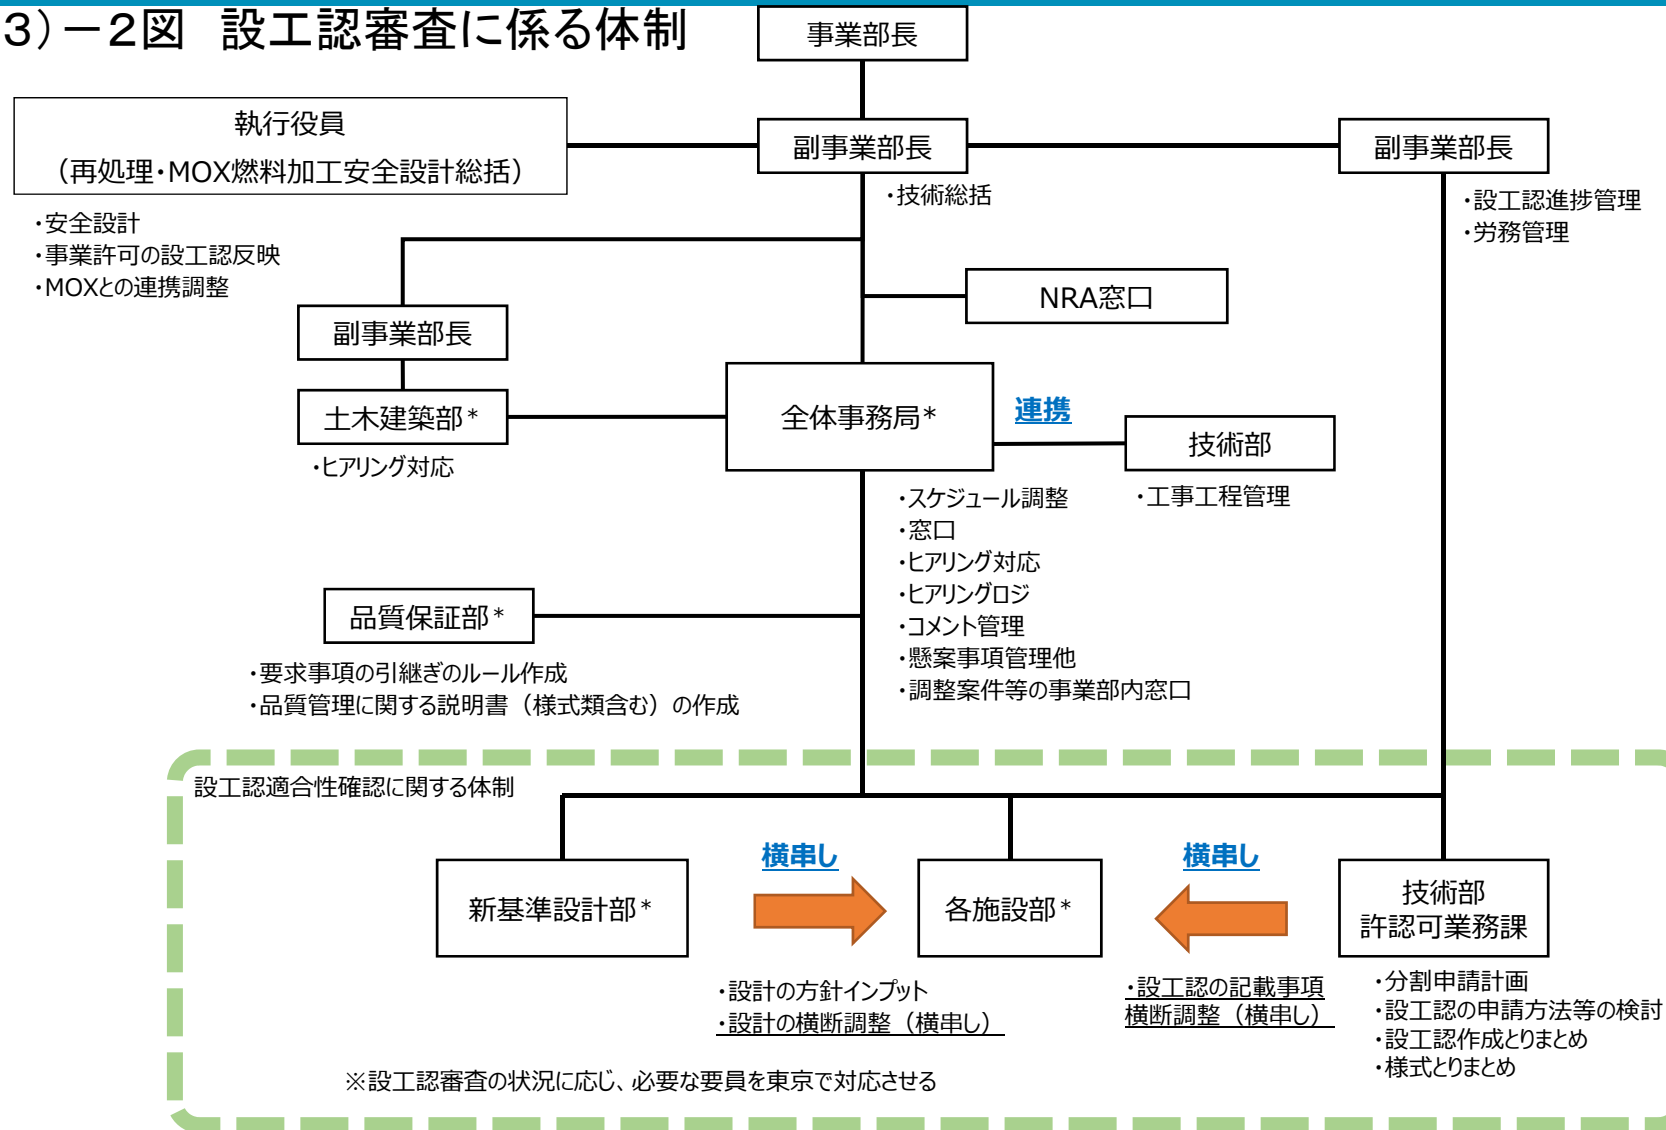 3)－2図　設工認審査に係る体制
事業部長
執行役員
（再処理・MOX燃料加工安全設計総括）
副事業部長
副事業部長
・技術総括
・設工認進捗管理
・労務管理
・安全設計
・事業許可の設工認反映
・MOXとの連携調整
NRA窓口
副事業部長
土木建築部*
・ヒアリング対応
全体事務局*
連携
技術部
・工事工程管理
・スケジュール調整
・窓口
・ヒアリング対応
・ヒアリングロジ
・コメント管理
・懸案事項管理他
・調整案件等の事業部内窓口
品質保証部*
・要求事項の引継ぎのルール作成
・品質管理に関する説明書（様式類含む）の作成
設工認適合性確認に関する体制
新基準設計部*
横串し
各施設部*
横串し
技術部
許認可業務課
・設計の方針インプット
・設計の横断調整（横串し）
・設工認の記載事項
横断調整（横串し）
・分割申請計画
・設工認の申請方法等の検討
・設工認作成とりまとめ
・様式とりまとめ
※設工認審査の状況に応じ、必要な要員を東京で対応させる